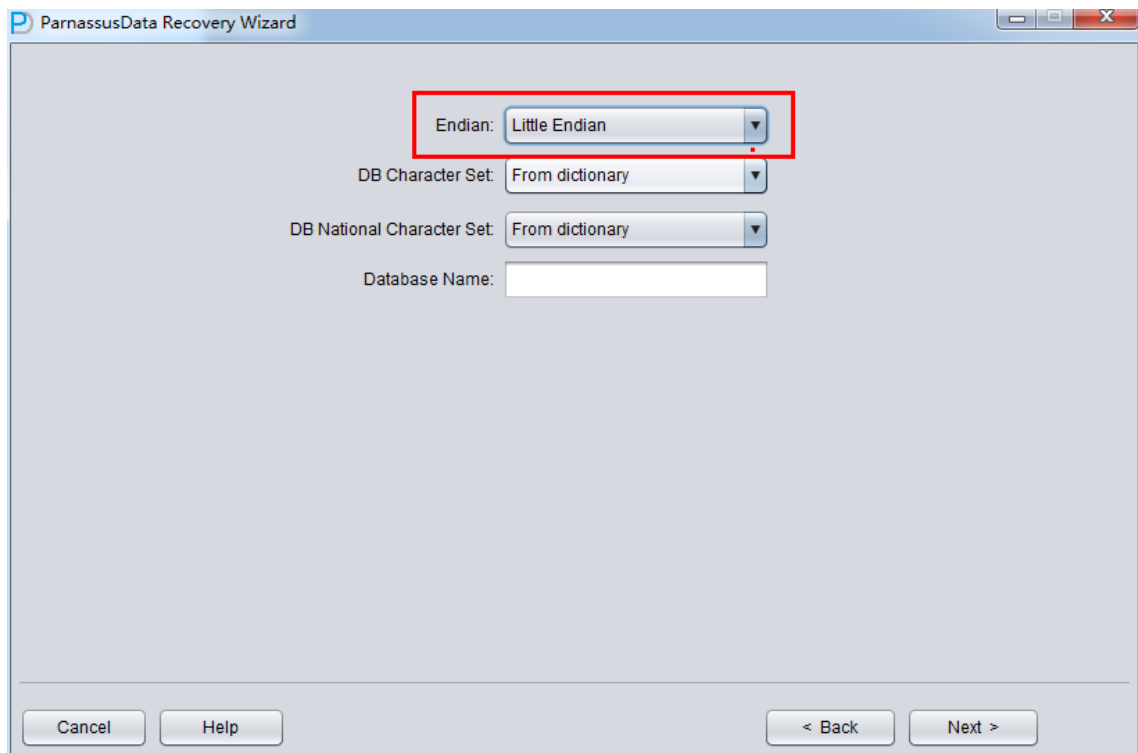 ParnassusData Recovery Wizard
Endian: Little Endian
DB Character Set: From dictionary
DB National Character Set: From dictionary
Database Name:
Cancel Help < Back Next >